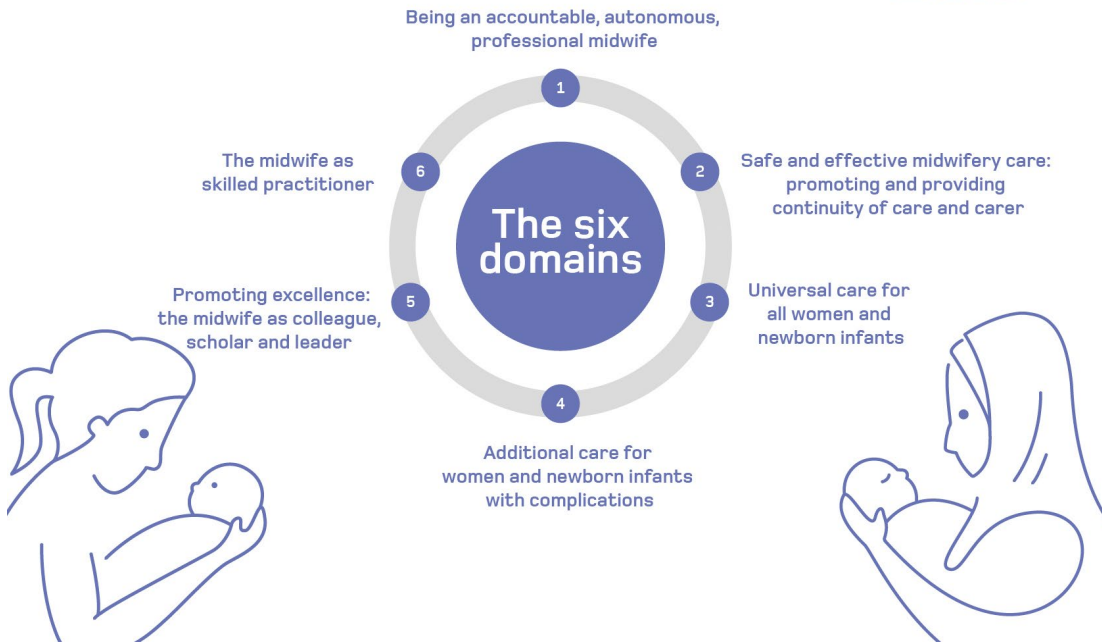 Being an accountable, autonomous,
professional midwife
1
The six
domains
2
Safe and effective midwifery care:
promoting and providing
continuity of care and carer
3
Universal care for
all women and
newborn infants
4
Additional care for
women and newborn infants
with complications
5
Promoting excellence:
the midwife as colleague,
scholar and leader
6
The midwife as
skilled practitioner